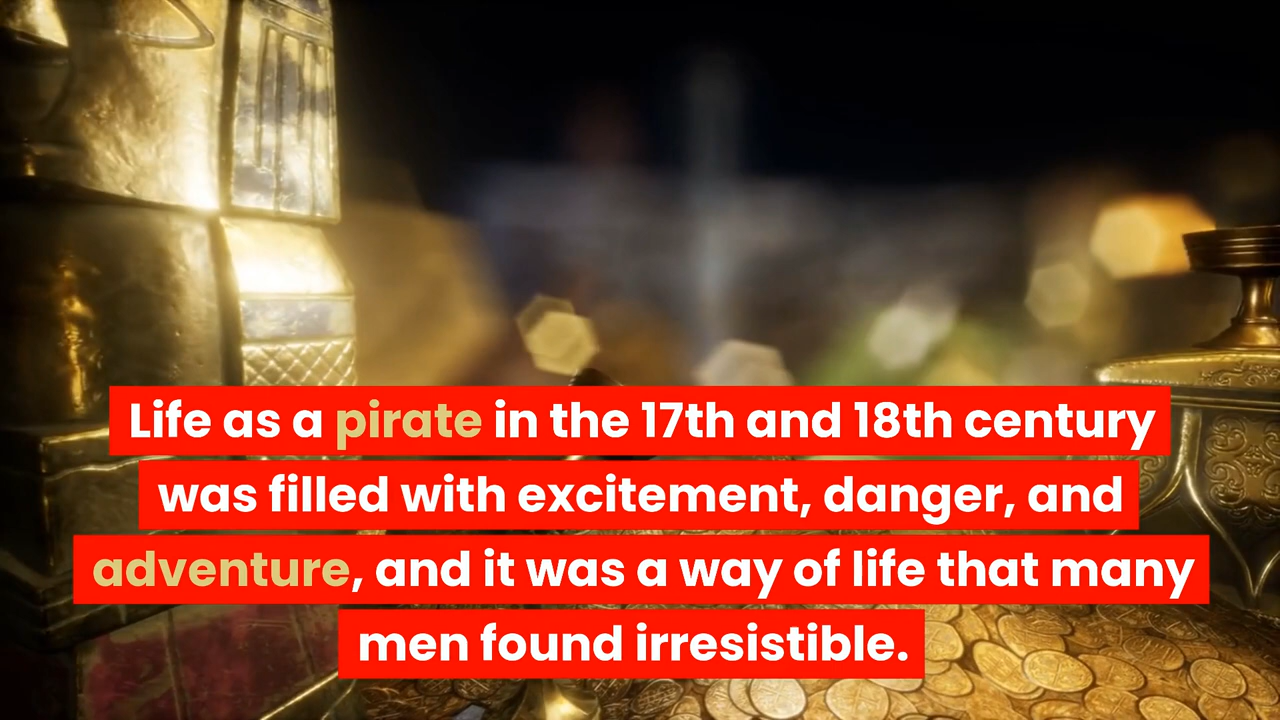 Life as a pirate in the 17th and 18th century
was filled with excitement, danger, and
adventure, and it was a way of life that many
men found irresistible.